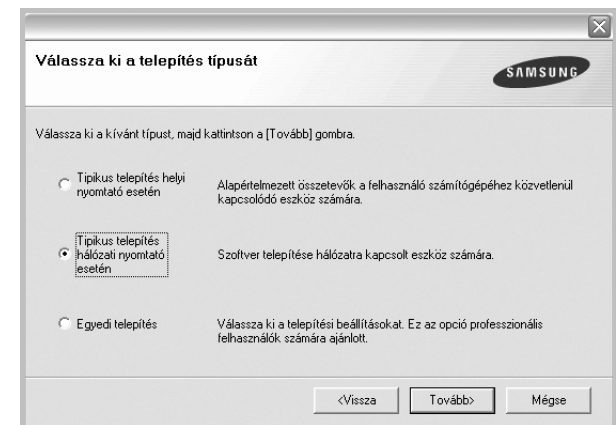 Válassza ki a telepítés típusát
SAMSUNG
Válassza ki a kívánt típust, majd kattintson a [Tovább] gombra.
Tipikus telepítés helyi
nyomtató esetén
Alapértelmezett összetevők a felhasználó számítógépéhez közvetlenül
kapcsolódó eszköz számára.
Tipikus telepítés
hálózati nyomtató
esetén
Szoftver telepítése hálózatra kapcsolt eszköz számára.
Egyedi telepítés
Válassza ki a telepítési beállításokat. Ez az opció professzionális
felhasználók számára ajánlott.
<Vissza
Tovább>
Mégse